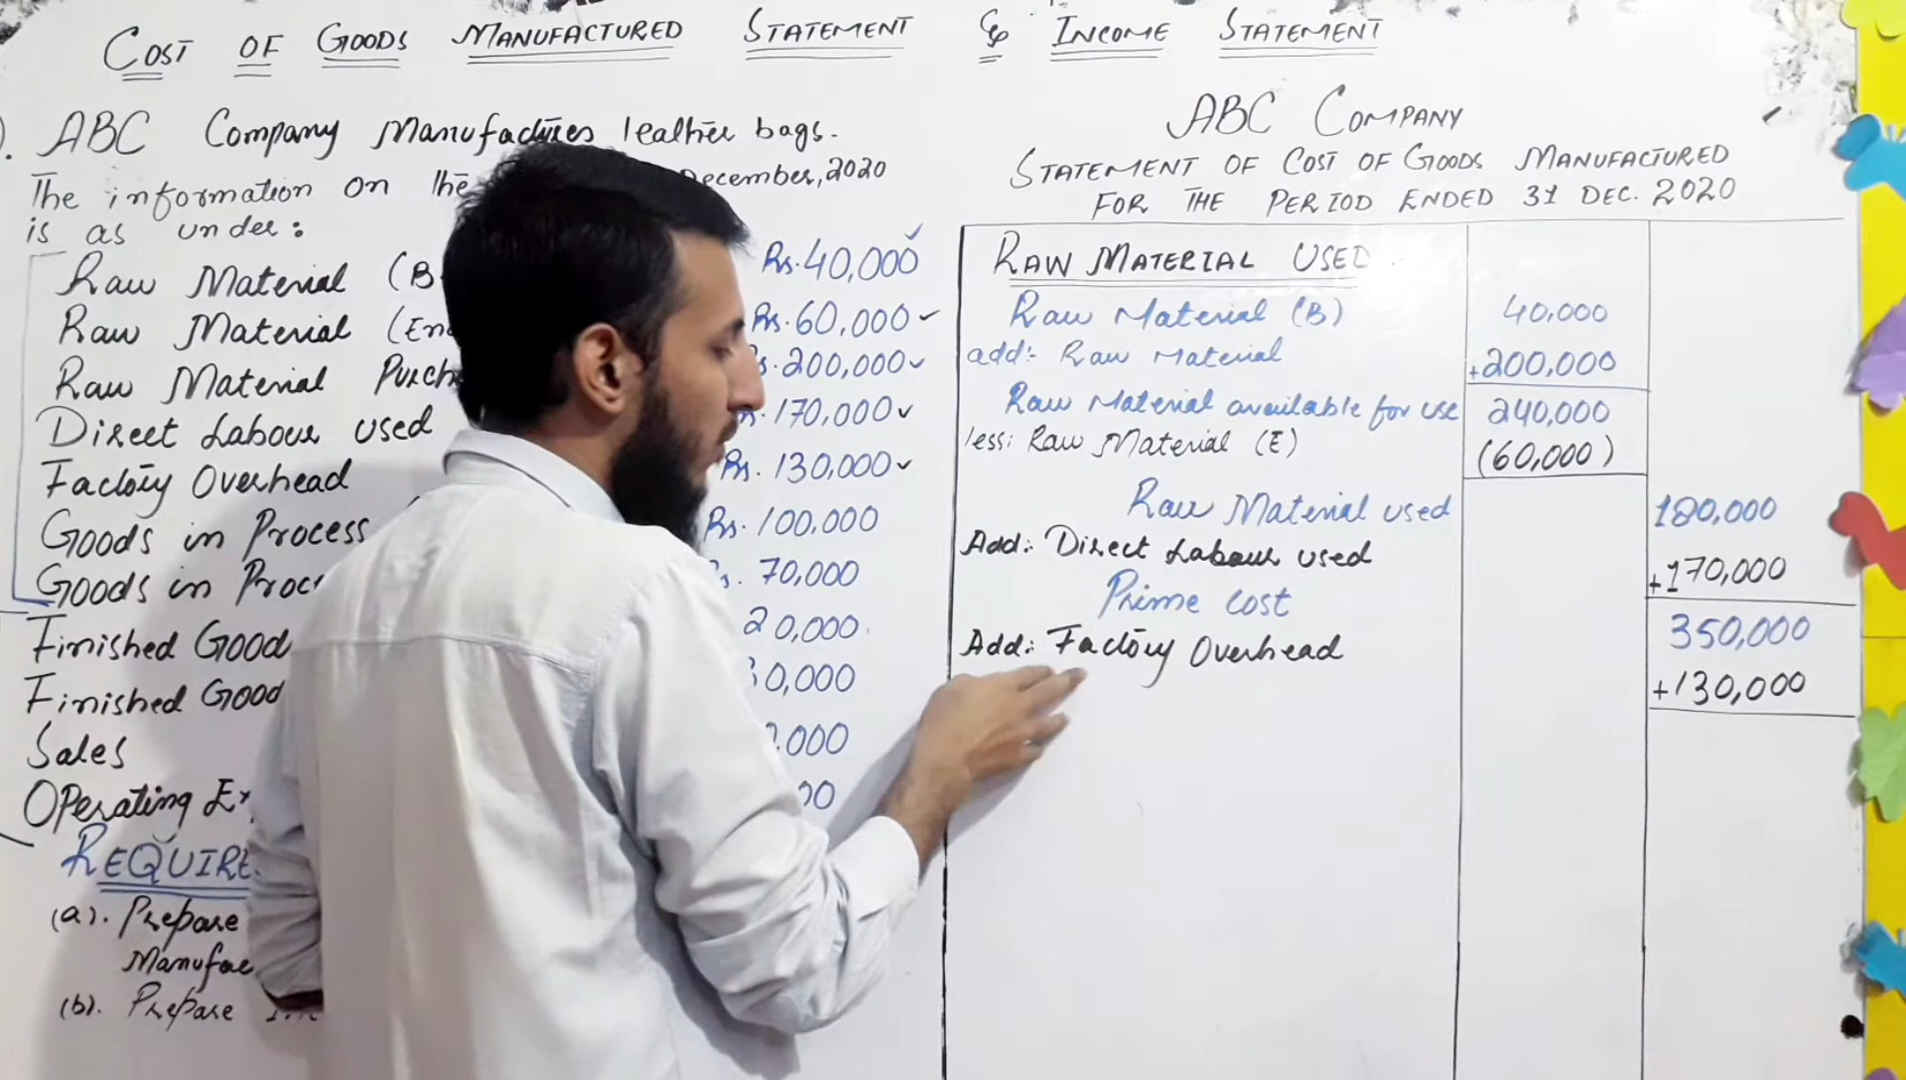 COST OF GOODS MANUFACTURED STATEMENT & INCOME STATEMENT
ABC Company Manufactures leather bags.
The information on the December, 2020
is as under:
Raw Material (B Rs. 40,000
Raw Material (En Rs. 60,000
Raw Material Purch 200,000
Direct Labour used 170,000
Factory Overhead Rs. 130,000
Goods in Process Rs. 100,000
Goods in Proc 70,000
Finished Good 20,000
Finished Good 0,000
Sales ,000
Operating Ex 00
REQUIRE
(a). Prepare
Manufac
(b). Prepare
ABC COMPANY
STATEMENT OF COST OF GOODS MANUFACTURED
FOR THE PERIOD ENDED 31 DEC. 2020
RAW MATERIAL USED
Raw Material (B) 40,000
add:- Raw Material +200,000
Raw Material available for use 240,000
less: Raw Material (E) (60,000)
Raw Material used 180,000
Add:- Direct Labour used +170,000
Prime cost 350,000
Add:- Factory Overhead +130,000